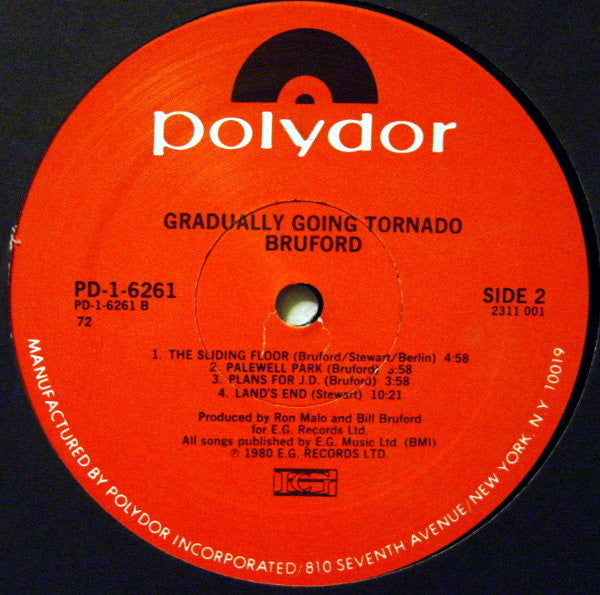 polydor
GRADUALLY GOING TORNADO
BRUFORD
PD-1-6261
PD-1-6261 B
72
SIDE 2
2311 001
1. THE SLIDING FLOOR (Bruford/Stewart/Berlin) 4:58
2. PALEWELL PARK (Bruford) 3:58
3. PLANS FOR J.D. (Bruford) 3:58
4. LAND'S END (Stewart) 10:21
Produced by Ron Malo and Bill Bruford
for E.G. Records Ltd.
All songs published by E.G. Music Ltd. (BMI)
℗ 1980 E.G. RECORDS LTD.
EG
MANUFACTURED BY POLYDOR INCORPORATED/810 SEVENTH AVENUE/NEW YORK, N.Y. 10019